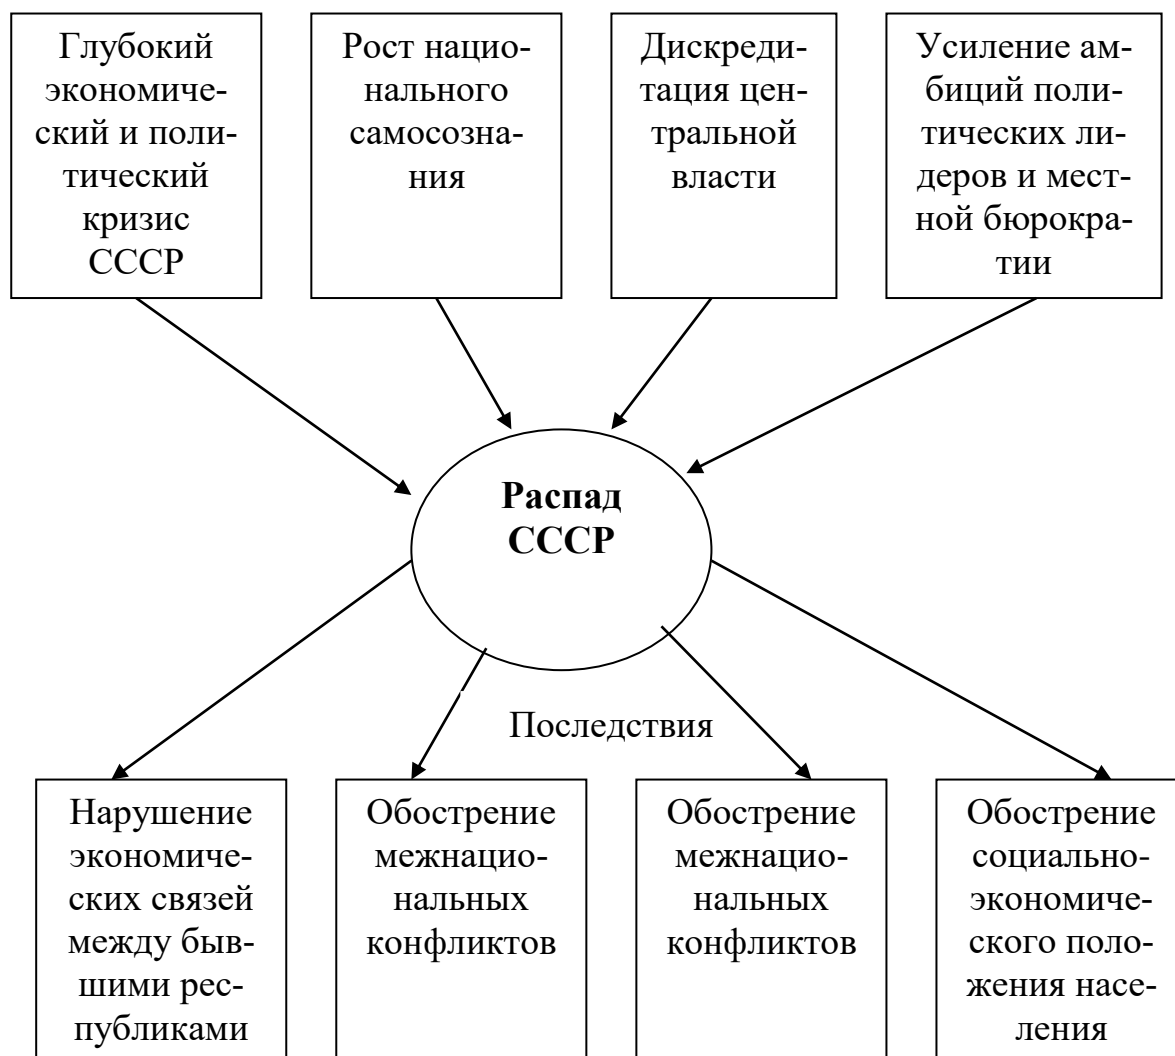 Глубокий
экономиче-
ский и поли-
тический
кризис
СССР
Рост нацио-
нального
самосозна-
ния
Дискреди-
тация цен-
тральной
власти
Усиление ам-
биций поли-
тических ли-
деров и мест-
ной бюрокра-
тии
Распад
СССР
Последствия
Нарушение
экономиче-
ских связей
между быв-
шими рес-
публиками
Обострение
межнацио-
нальных
конфликтов
Обострение
межнацио-
нальных
конфликтов
Обострение
социально-
экономиче-
ского поло-
жения насе-
ления